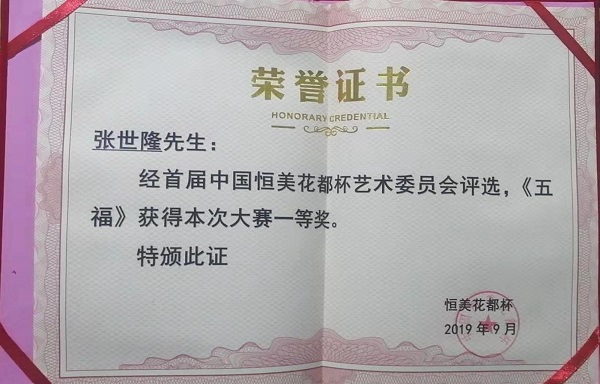 荣誉证书
HONORARY CREDENTIAL
张世隆先生：
经首届中国恒美花都杯艺术委员会评选，《五
福》获得本次大赛一等奖。
特颁此证
恒美花都杯
2019年9月